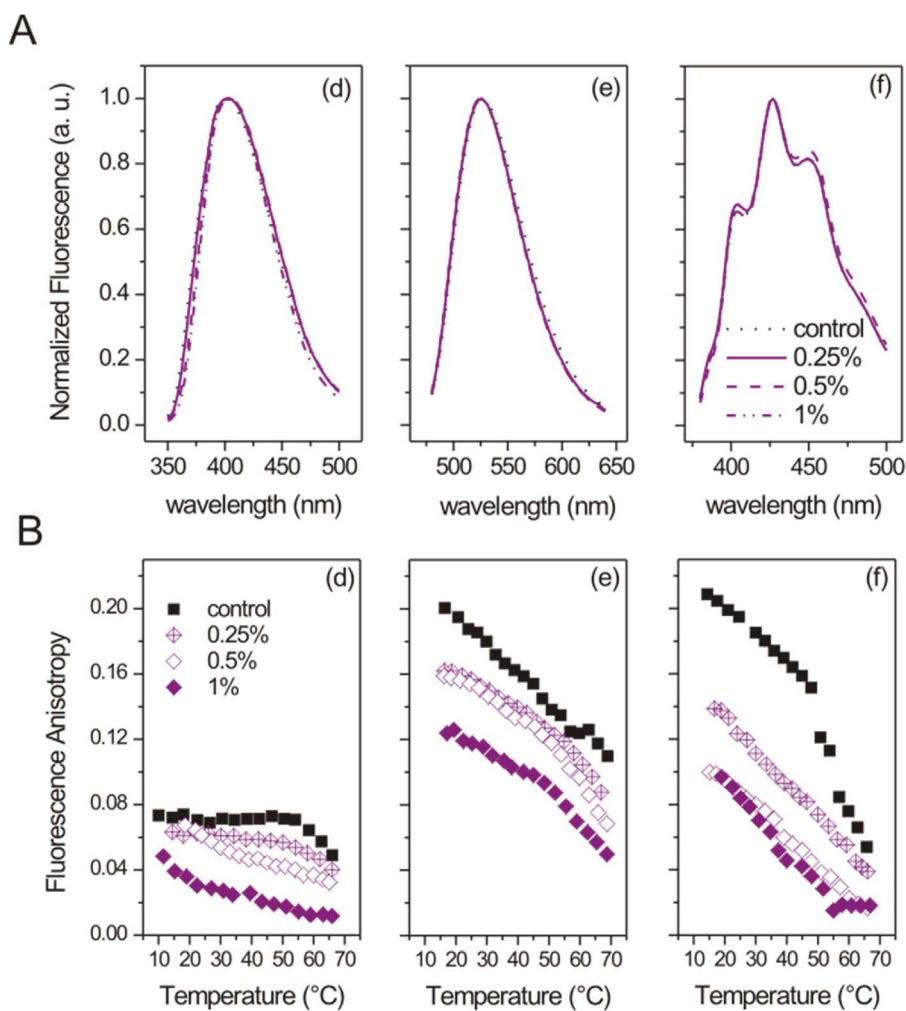 A
Normalized Fluorescence (a. u.)
1.0
0.8
0.6
0.4
0.2
0.0
(d)
(e)
(f)
control
0.25%
0.5%
1%
350 400 450 500
500 550 600 650
400 450 500
wavelength (nm)
wavelength (nm)
wavelength (nm)
B
Fluorescence Anisotropy
0.20
0.16
0.12
0.08
0.04
0.00
(d)
control
0.25%
0.5%
1%
(e)
(f)
10 20 30 40 50 60 70
10 20 30 40 50 60 70
10 20 30 40 50 60 70
Temperature (°C)
Temperature (°C)
Temperature (°C)